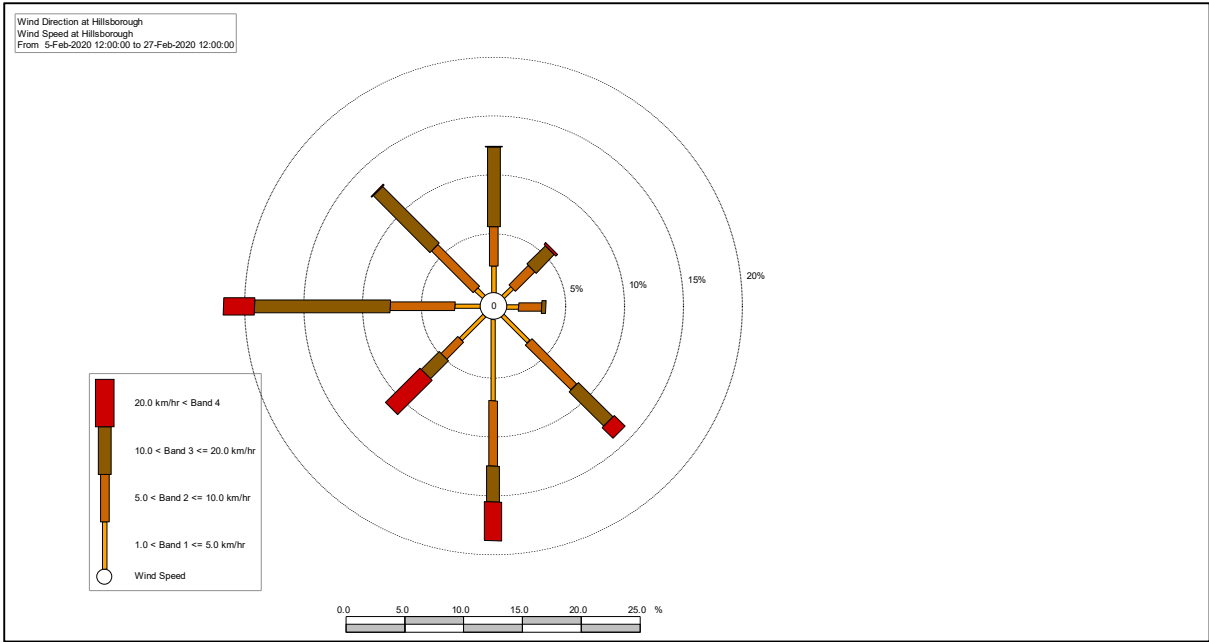 Wind Direction at Hillsborough
Wind Speed at Hillsborough
From 5-Feb-2020 12:00:00 to 27-Feb-2020 12:00:00
20%
15%
10%
5%
0
20.0 km/hr < Band 4
10.0 < Band 3 <= 20.0 km/hr
5.0 < Band 2 <= 10.0 km/hr
1.0 < Band 1 <= 5.0 km/hr
Wind Speed
0.0 5.0 10.0 15.0 20.0 25.0 %